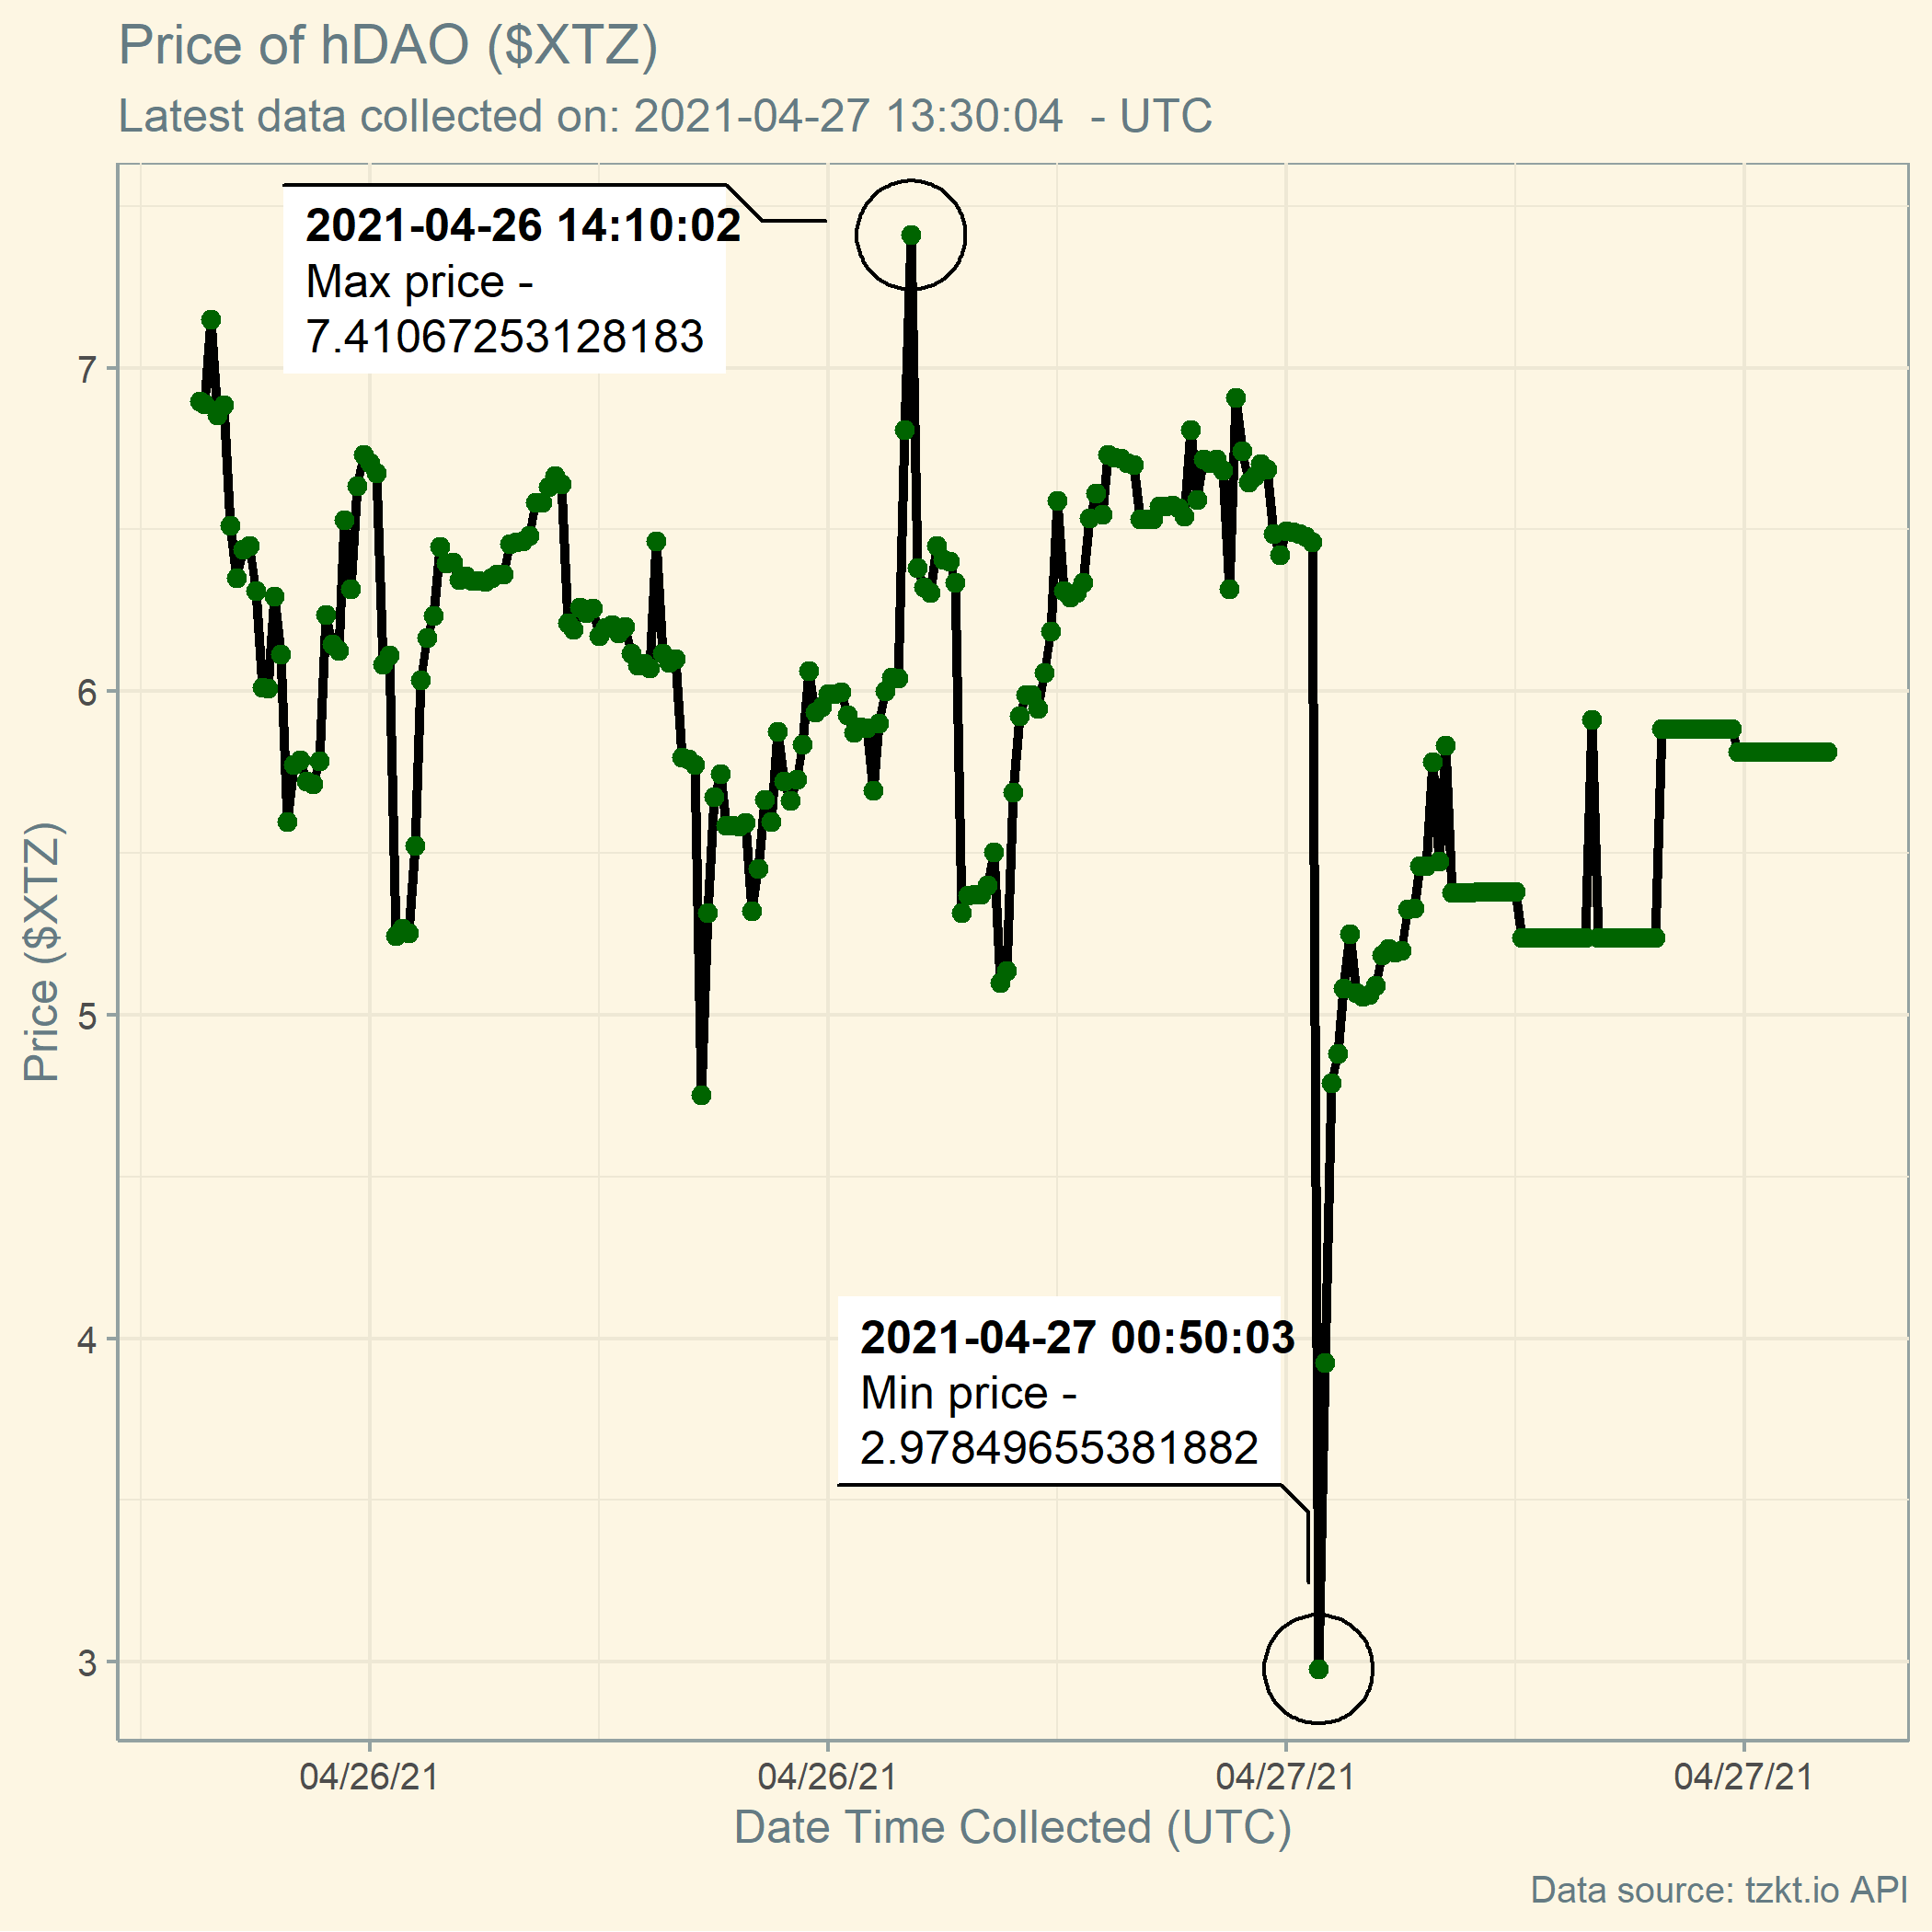 Price of hDAO ($XTZ)
Latest data collected on: 2021-04-27 13:30:04  - UTC
2021-04-26 14:10:02
Max price -
7.41067253128183
7
6
5
4
3
Price ($XTZ)
2021-04-27 00:50:03
Min price -
2.97849655381882
04/26/21
04/26/21
04/27/21
04/27/21
Date Time Collected (UTC)
Data source: tzkt.io API